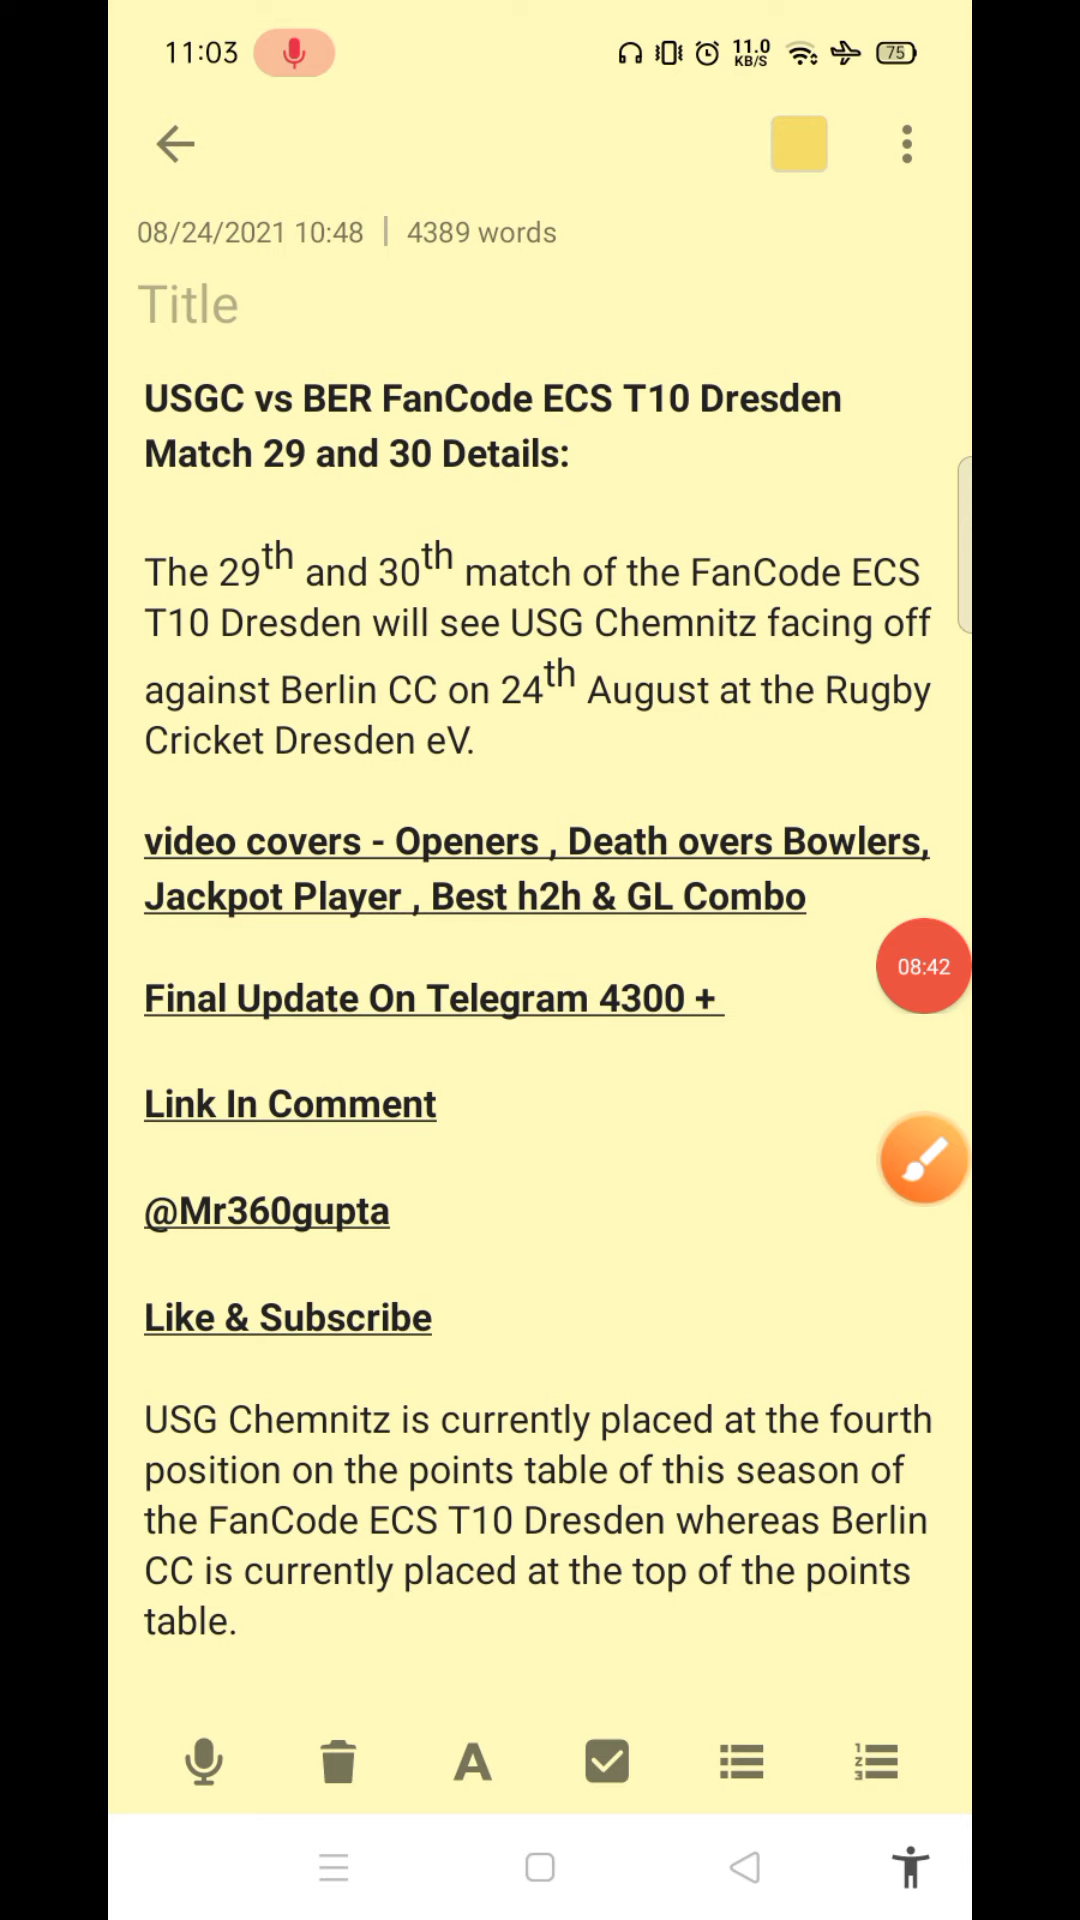 11:03
11.0
KB/S
75
08/24/2021 10:48 | 4389 words
Title
USGC vs BER FanCode ECS T10 Dresden
Match 29 and 30 Details:
The 29th and 30th match of the FanCode ECS
T10 Dresden will see USG Chemnitz facing off
against Berlin CC on 24th August at the Rugby
Cricket Dresden eV.
video covers - Openers , Death overs Bowlers,
Jackpot Player , Best h2h & GL Combo
08:42
Final Update On Telegram 4300 +
Link In Comment
@Mr360gupta
Like & Subscribe
USG Chemnitz is currently placed at the fourth
position on the points table of this season of
the FanCode ECS T10 Dresden whereas Berlin
CC is currently placed at the top of the points
table.
A
1
2
3